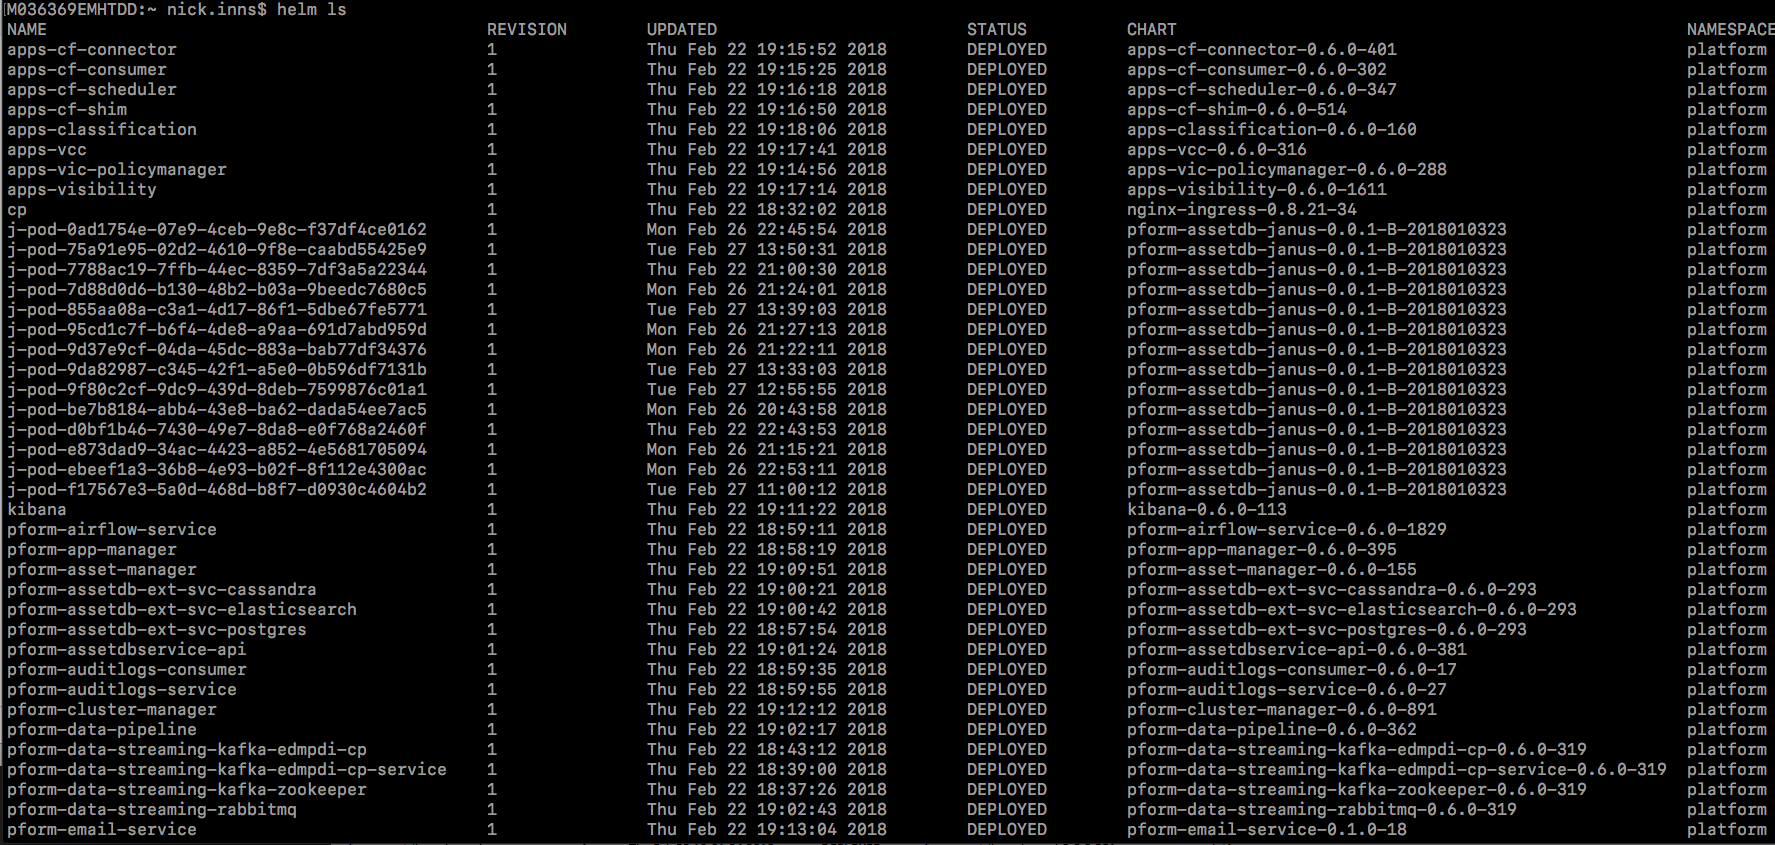 M036369EMHTDD:~ nick.inns$ helm ls
NAME REVISION UPDATED STATUS CHART NAMESPACE
apps-cf-connector 1 Thu Feb 22 19:15:52 2018 DEPLOYED apps-cf-connector-0.6.0-401 platform
apps-cf-consumer 1 Thu Feb 22 19:15:25 2018 DEPLOYED apps-cf-consumer-0.6.0-302 platform
apps-cf-scheduler 1 Thu Feb 22 19:16:18 2018 DEPLOYED apps-cf-scheduler-0.6.0-347 platform
apps-cf-shim 1 Thu Feb 22 19:16:50 2018 DEPLOYED apps-cf-shim-0.6.0-514 platform
apps-classification 1 Thu Feb 22 19:18:06 2018 DEPLOYED apps-classification-0.6.0-160 platform
apps-vcc 1 Thu Feb 22 19:17:41 2018 DEPLOYED apps-vcc-0.6.0-316 platform
apps-vic-policymanager 1 Thu Feb 22 19:14:56 2018 DEPLOYED apps-vic-policymanager-0.6.0-288 platform
apps-visibility 1 Thu Feb 22 19:17:14 2018 DEPLOYED apps-visibility-0.6.0-1611 platform
cp 1 Thu Feb 22 18:32:02 2018 DEPLOYED nginx-ingress-0.8.21-34 platform
j-pod-0ad1754e-07e9-4ceb-9e8c-f37df4ce0162 1 Mon Feb 26 22:45:54 2018 DEPLOYED pform-assetdb-janus-0.0.1-B-2018010323 platform
j-pod-75a91e95-02d2-4610-9f8e-caabd55425e9 1 Tue Feb 27 13:50:31 2018 DEPLOYED pform-assetdb-janus-0.0.1-B-2018010323 platform
j-pod-7788ac19-7ffb-44ec-8359-7df3a5a22344 1 Thu Feb 22 21:00:30 2018 DEPLOYED pform-assetdb-janus-0.0.1-B-2018010323 platform
j-pod-7d88d0d6-b130-48b2-b03a-9beedc7680c5 1 Mon Feb 26 21:24:01 2018 DEPLOYED pform-assetdb-janus-0.0.1-B-2018010323 platform
j-pod-855aa08a-c3a1-4d17-86f1-5dbe67fe5771 1 Tue Feb 27 13:39:03 2018 DEPLOYED pform-assetdb-janus-0.0.1-B-2018010323 platform
j-pod-95cd1c7f-b6f4-4de8-a9aa-691d7abd959d 1 Mon Feb 26 21:27:13 2018 DEPLOYED pform-assetdb-janus-0.0.1-B-2018010323 platform
j-pod-9d37e9cf-04da-45dc-883a-bab77df34376 1 Mon Feb 26 21:22:11 2018 DEPLOYED pform-assetdb-janus-0.0.1-B-2018010323 platform
j-pod-9da82987-c345-42f1-a5e0-0b596df7131b 1 Tue Feb 27 13:33:03 2018 DEPLOYED pform-assetdb-janus-0.0.1-B-2018010323 platform
j-pod-9f80c2cf-9dc9-439d-8deb-7599876c01a1 1 Tue Feb 27 12:55:55 2018 DEPLOYED pform-assetdb-janus-0.0.1-B-2018010323 platform
j-pod-be7b8184-abb4-43e8-ba62-dada54ee7ac5 1 Mon Feb 26 20:43:58 2018 DEPLOYED pform-assetdb-janus-0.0.1-B-2018010323 platform
j-pod-d0bf1b46-7430-49e7-8da8-e0f768a2460f 1 Thu Feb 22 22:43:53 2018 DEPLOYED pform-assetdb-janus-0.0.1-B-2018010323 platform
j-pod-e873dad9-34ac-4423-a852-4e5681705094 1 Mon Feb 26 21:15:21 2018 DEPLOYED pform-assetdb-janus-0.0.1-B-2018010323 platform
j-pod-ebeef1a3-36b8-4e93-b02f-8f112e4300ac 1 Mon Feb 26 22:53:11 2018 DEPLOYED pform-assetdb-janus-0.0.1-B-2018010323 platform
j-pod-f17567e3-5a0d-468d-b8f7-d0930c4604b2 1 Tue Feb 27 11:00:12 2018 DEPLOYED pform-assetdb-janus-0.0.1-B-2018010323 platform
kibana 1 Thu Feb 22 19:11:22 2018 DEPLOYED kibana-0.6.0-113 platform
pform-airflow-service 1 Thu Feb 22 18:59:11 2018 DEPLOYED pform-airflow-service-0.6.0-1829 platform
pform-app-manager 1 Thu Feb 22 18:58:19 2018 DEPLOYED pform-app-manager-0.6.0-395 platform
pform-asset-manager 1 Thu Feb 22 19:09:51 2018 DEPLOYED pform-asset-manager-0.6.0-155 platform
pform-assetdb-ext-svc-cassandra 1 Thu Feb 22 19:00:21 2018 DEPLOYED pform-assetdb-ext-svc-cassandra-0.6.0-293 platform
pform-assetdb-ext-svc-elasticsearch 1 Thu Feb 22 19:00:42 2018 DEPLOYED pform-assetdb-ext-svc-elasticsearch-0.6.0-293 platform
pform-assetdb-ext-svc-postgres 1 Thu Feb 22 18:57:54 2018 DEPLOYED pform-assetdb-ext-svc-postgres-0.6.0-293 platform
pform-assetdbservice-api 1 Thu Feb 22 19:01:24 2018 DEPLOYED pform-assetdbservice-api-0.6.0-381 platform
pform-auditlogs-consumer 1 Thu Feb 22 18:59:35 2018 DEPLOYED pform-auditlogs-consumer-0.6.0-17 platform
pform-auditlogs-service 1 Thu Feb 22 18:59:55 2018 DEPLOYED pform-auditlogs-service-0.6.0-27 platform
pform-cluster-manager 1 Thu Feb 22 19:12:12 2018 DEPLOYED pform-cluster-manager-0.6.0-891 platform
pform-data-pipeline 1 Thu Feb 22 19:02:17 2018 DEPLOYED pform-data-pipeline-0.6.0-362 platform
pform-data-streaming-kafka-edmpdi-cp 1 Thu Feb 22 18:43:12 2018 DEPLOYED pform-data-streaming-kafka-edmpdi-cp-0.6.0-319 platform
pform-data-streaming-kafka-edmpdi-cp-service 1 Thu Feb 22 18:39:00 2018 DEPLOYED pform-data-streaming-kafka-edmpdi-cp-service-0.6.0-319 platform
pform-data-streaming-kafka-zookeeper 1 Thu Feb 22 18:37:26 2018 DEPLOYED pform-data-streaming-kafka-zookeeper-0.6.0-319 platform
pform-data-streaming-rabbitmq 1 Thu Feb 22 19:02:43 2018 DEPLOYED pform-data-streaming-rabbitmq-0.6.0-319 platform
pform-email-service 1 Thu Feb 22 19:13:04 2018 DEPLOYED pform-email-service-0.1.0-18 platform